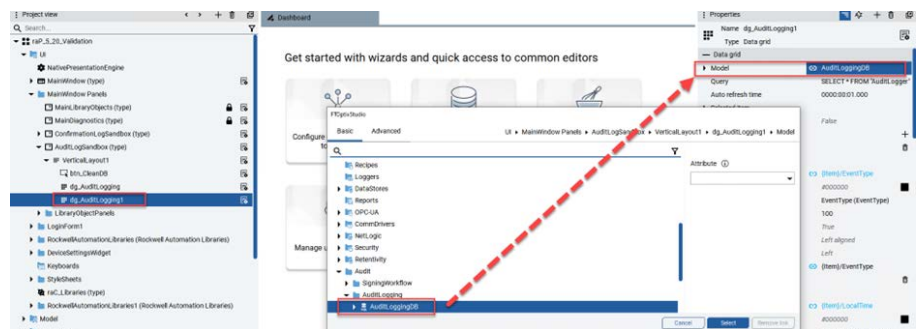 Project view
Search...
raP_5_20_Validation
UI
NativePresentationEngine
MainWindow (type)
MainWindow Panels
MainLibraryObjects (type)
MainDiagnostics (type)
ConfirmationLogSandbox (type)
AuditLogSandbox (type)
VerticalLayout1
btn_CleanDB
dg_AuditLogging
dg_AuditLogging1
LibraryObjectPanels
LoginForm1
RockwellAutomationLibraries (Rockwell Automation Libraries)
DeviceSettingsWidget
Keyboards
StyleSheets
raC_Libraries (type)
RockwellAutomationLibraries1 (Rockwell Automation Libraries)
Model
Dashboard
Get started with wizards and quick access to common editors
Configure
to
Manage u
FTOptixStudio
Basic Advanced
UI MainWindow Panels AuditLogSandbox VerticalLayout1 dg_AuditLogging1 Model
Recipes
Loggers
DataStores
Reports
OPC-UA
CommDrivers
NetLogic
Security
Retentivity
Audit
SigningWorkflow
AuditLogging
AuditLoggingDB
Attribute
Cancel Select Remove link
Properties
Name dg_AuditLogging1
Type Data grid
Data grid
Model AuditLoggingDB
Query SELECT * FROM "AuditLogger"
Auto refresh time 0000:00:01.000
Selected item
False
{Item}/EventType
#000000
EventType (EventType)
100
True
Left aligned
Left
{Item}/EventType
{Item}/LocalTime
#000000